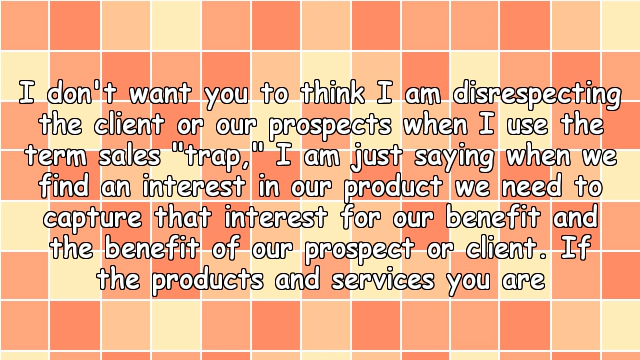 I don't want you to think I am disrespecting
the client or our prospects when I use the
term sales "trap," I am just saying when we
find an interest in our product we need to
capture that interest for our benefit and
the benefit of our prospect or client. If
the products and services you are